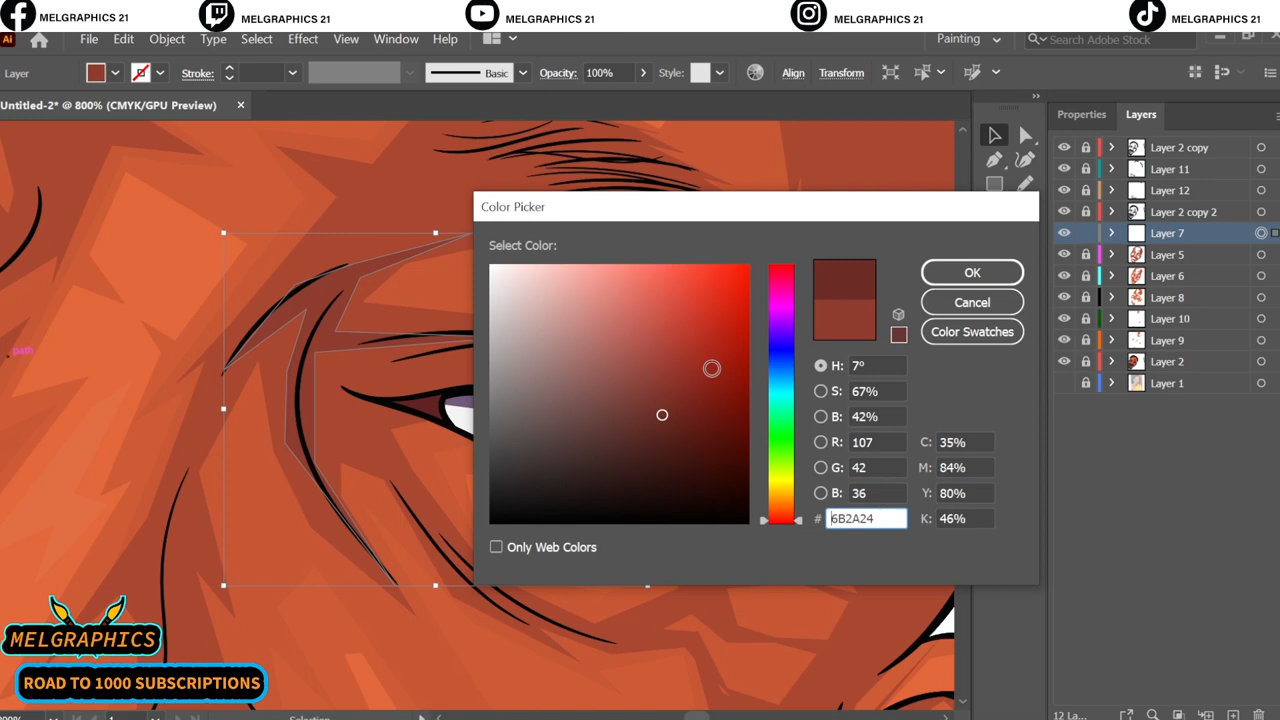 MELGRAPHICS 21
MELGRAPHICS 21
MELGRAPHICS 21
MELGRAPHICS 21
MELGRAPHICS 21
Ai File Edit Object Type Select Effect View Window Help Painting Search Adobe Stock
Layer Stroke: Basic Opacity: 100% Style: Align Transform
Untitled-2* @ 800% (CMYK/GPU Preview)
Properties Layers
Layer 2 copy
Layer 11
Layer 12
Layer 2 copy 2
Layer 7
Layer 5
Layer 6
Layer 8
Layer 10
Layer 9
Layer 2
Layer 1
Color Picker
Select Color:
OK
Cancel
Color Swatches
H: 7º
S: 67%
B: 42%
R: 107 C: 35%
G: 42 M: 84%
B: 36 Y: 80%
# 6B2A24 K: 46%
Only Web Colors
path
MELGRAPHICS
ROAD TO 1000 SUBSCRIPTIONS
1 Selection
12 La...